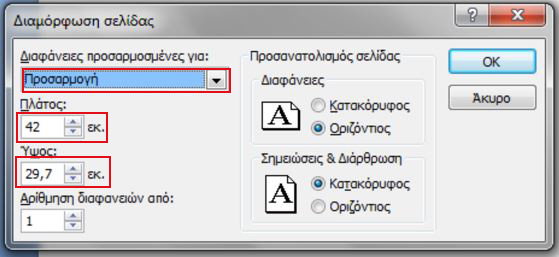 Διαμόρφωση σελίδας
Διαφάνειες προσαρμοσμένες για:
Προσαρμογή
Πλάτος:
42 εκ.
Ύψος:
29,7 εκ.
Αρίθμηση διαφανειών από:
1
Προσανατολισμός σελίδας
Διαφάνειες
A
Κατακόρυφος
Οριζόντιος
Σημειώσεις & Διάρθρωση
A
Κατακόρυφος
Οριζόντιος
OK
Άκυρο